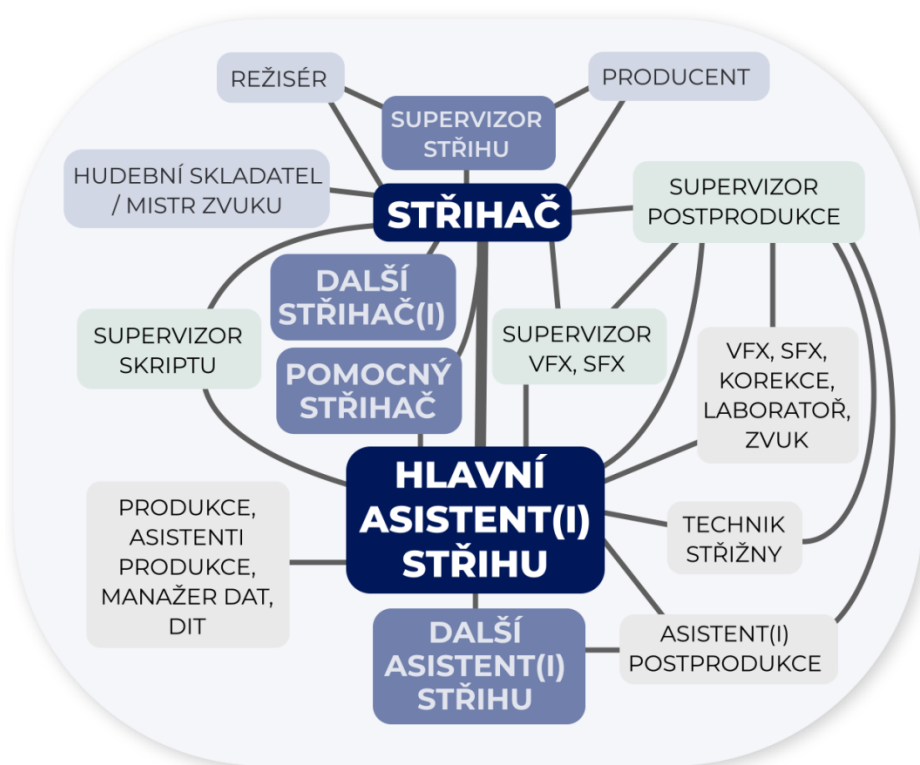 REŽISÉR
PRODUCENT
SUPERVIZOR
STŘIHU
HUDEBNÍ SKLADATEL
/ MISTR ZVUKU
STŘIHAČ
SUPERVIZOR
POSTPRODUKCE
DALŠÍ
STŘIHAČ(I)
SUPERVIZOR
SKRIPTU
POMOCNÝ
STŘIHAČ
SUPERVIZOR
VFX, SFX
VFX, SFX,
KOREKCE,
LABORATOŘ,
ZVUK
HLAVNÍ
ASISTENT(I)
STŘIHU
PRODUKCE,
ASISTENTI
PRODUKCE,
MANAŽER DAT,
DIT
TECHNIK
STŘIŽNY
DALŠÍ
ASISTENT(I)
STŘIHU
ASISTENT(I)
POSTPRODUKCE